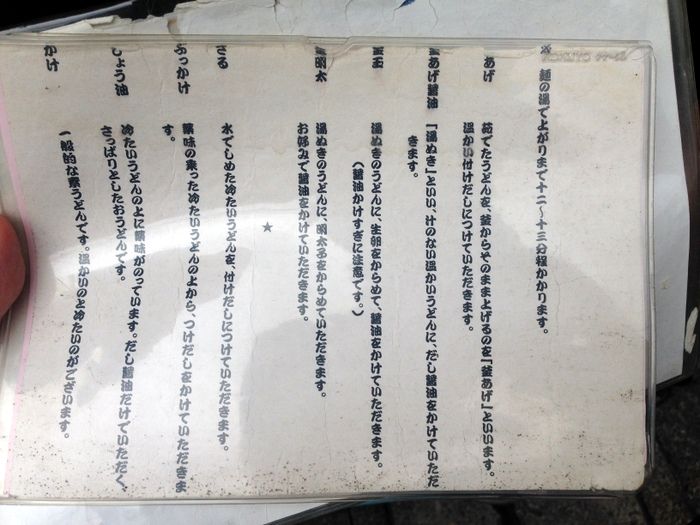 麺の湯で上がりまで十二~十三分程かかります。
あげ
茹でたうどんを、釜からそのまま上げるのを『釜あげ』といいます。
温かい付けだしにつけていただきます。
あげ醤油
『湯ぬき』といい、汁のない温かいうどんに、だし醤油をかけていただ
きます。
玉
湯ぬきのうどんに、生卵をからめて、醤油をかけていただきます。
(醤油かけすぎに注意です。)
明太
湯ぬきのうどんに、明太子をからめていただきます。
お好みで醤油をかけていただきます。
★
ざる
水でしめた冷たいうどんを、付けだしにつけていただきます。
ぶっかけ
薬味の乗った冷たいうどんの上から、つけだしをかけていただきま
す。
しょう油
冷たいうどんの上に薬味がのっています。だし醤油だけでいただく、
さっぱりとしたおうどんです。
かけ
一般的な素うどんです。温かいのと冷たいのがございます。
KOKUYO